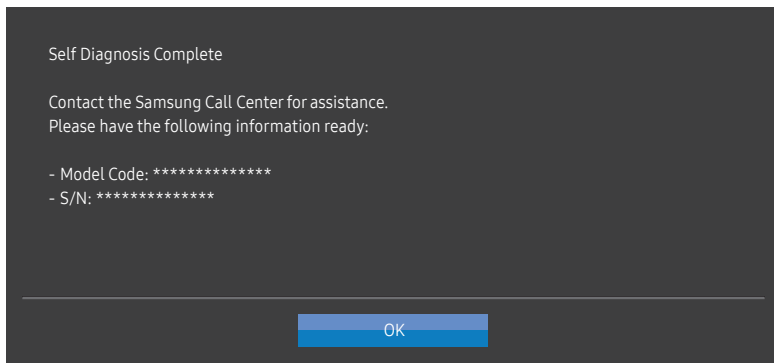 Self Diagnosis Complete
Contact the Samsung Call Center for assistance.
Please have the following information ready:
- Model Code: **************
- S/N: **************
OK